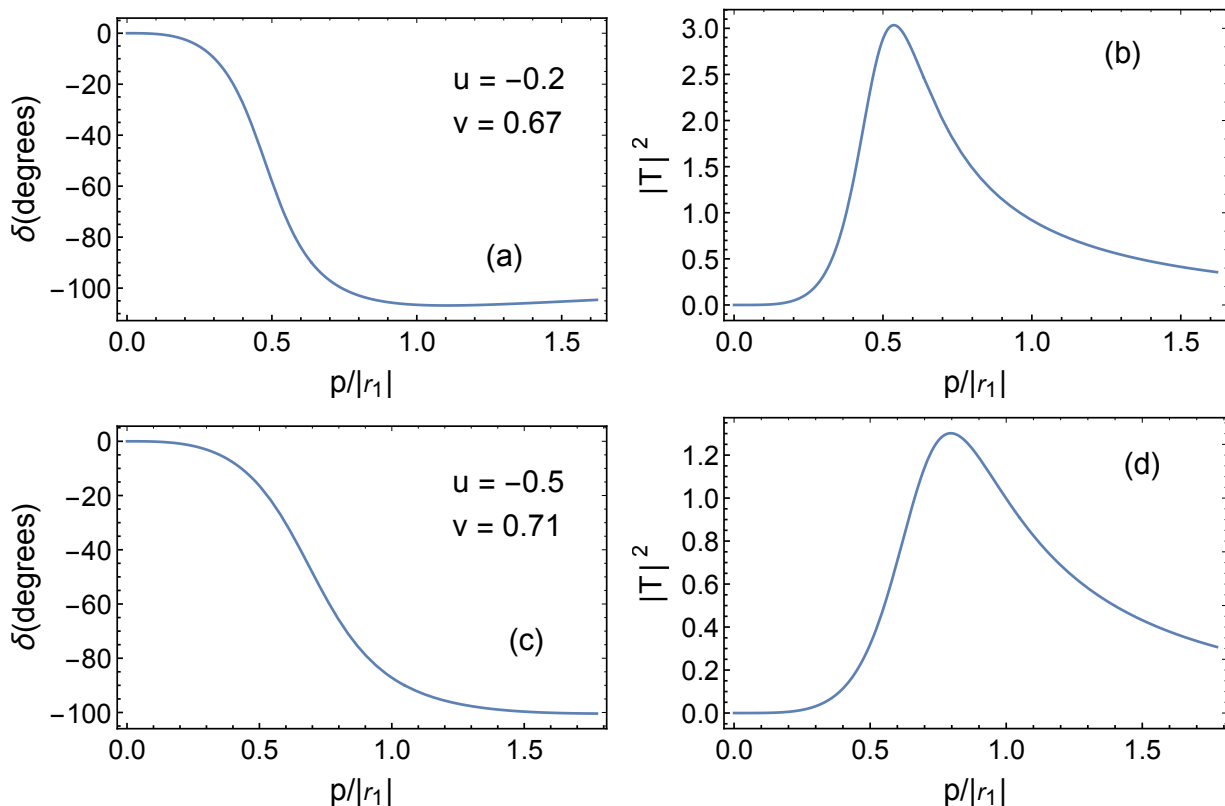 0
−20
−40
−60
−80
−100
δ(degrees)
u = −0.2
v = 0.67
(a)
0.0 0.5 1.0 1.5
p/|r₁|
3.0
2.5
2.0
1.5
1.0
0.5
0.0
|T|²
(b)
0.0 0.5 1.0 1.5
p/|r₁|
0
−20
−40
−60
−80
−100
δ(degrees)
u = −0.5
v = 0.71
(c)
0.0 0.5 1.0 1.5
p/|r₁|
1.2
1.0
0.8
0.6
0.4
0.2
0.0
|T|²
(d)
0.0 0.5 1.0 1.5
p/|r₁|